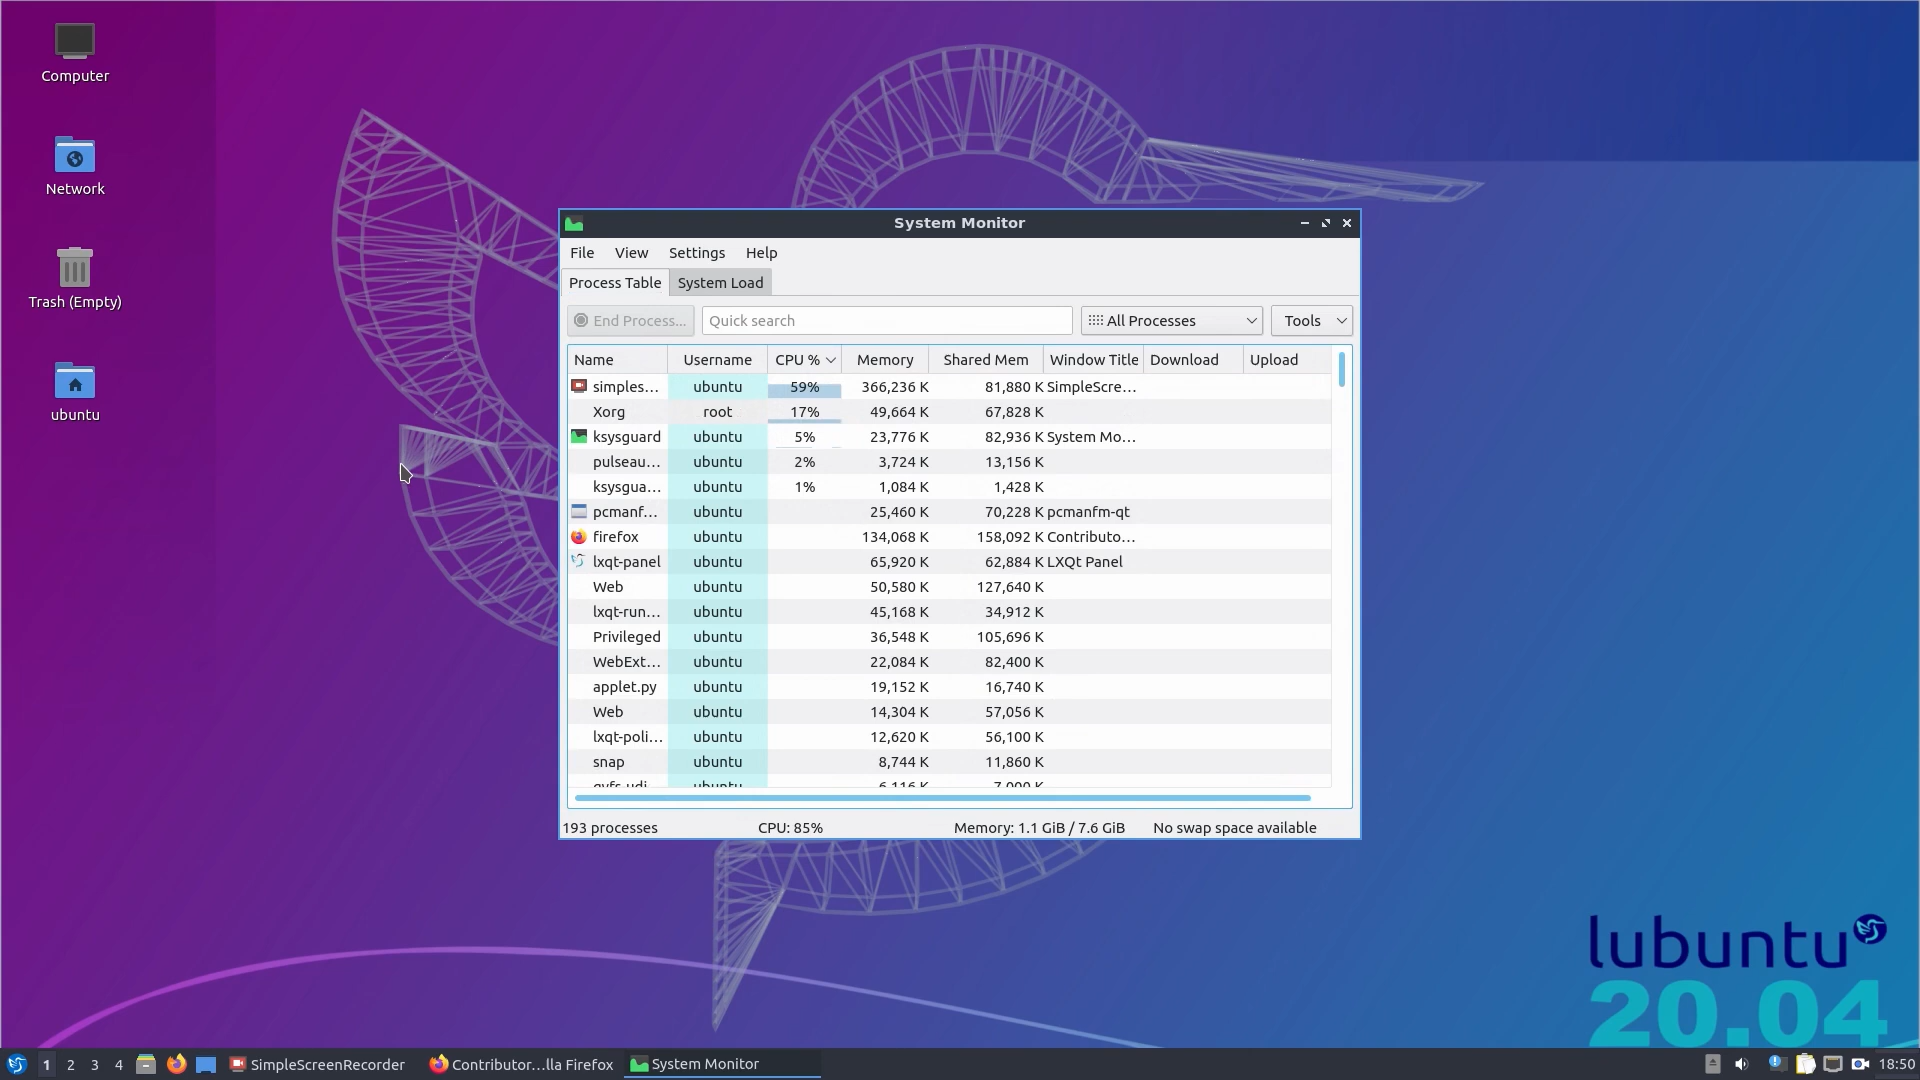 Computer
Network
Trash (Empty)
ubuntu
System Monitor
File View Settings Help
Process Table System Load
End Process... Quick search All Processes Tools
Name Username CPU % Memory Shared Mem Window Title Download Upload
simples... ubuntu 59% 366,236 K 81,880 K SimpleScre...
Xorg root 17% 49,664 K 67,828 K
ksysguard ubuntu 5% 23,776 K 82,936 K System Mo...
pulseau... ubuntu 2% 3,724 K 13,156 K
ksysgua... ubuntu 1% 1,084 K 1,428 K
pcmanf... ubuntu 25,460 K 70,228 K pcmanfm-qt
firefox ubuntu 134,068 K 158,092 K Contributo...
lxqt-panel ubuntu 65,920 K 62,884 K LXQt Panel
Web ubuntu 50,580 K 127,640 K
lxqt-run... ubuntu 45,168 K 34,912 K
Privileged ubuntu 36,548 K 105,696 K
WebExt... ubuntu 22,084 K 82,400 K
applet.py ubuntu 19,152 K 16,740 K
Web ubuntu 14,304 K 57,056 K
lxqt-poli... ubuntu 12,620 K 56,100 K
snap ubuntu 8,744 K 11,860 K
193 processes CPU: 85% Memory: 1.1 GiB / 7.6 GiB No swap space available
lubuntu
20.04
1 2 3 4 SimpleScreenRecorder Contributor...lla Firefox System Monitor 18:50